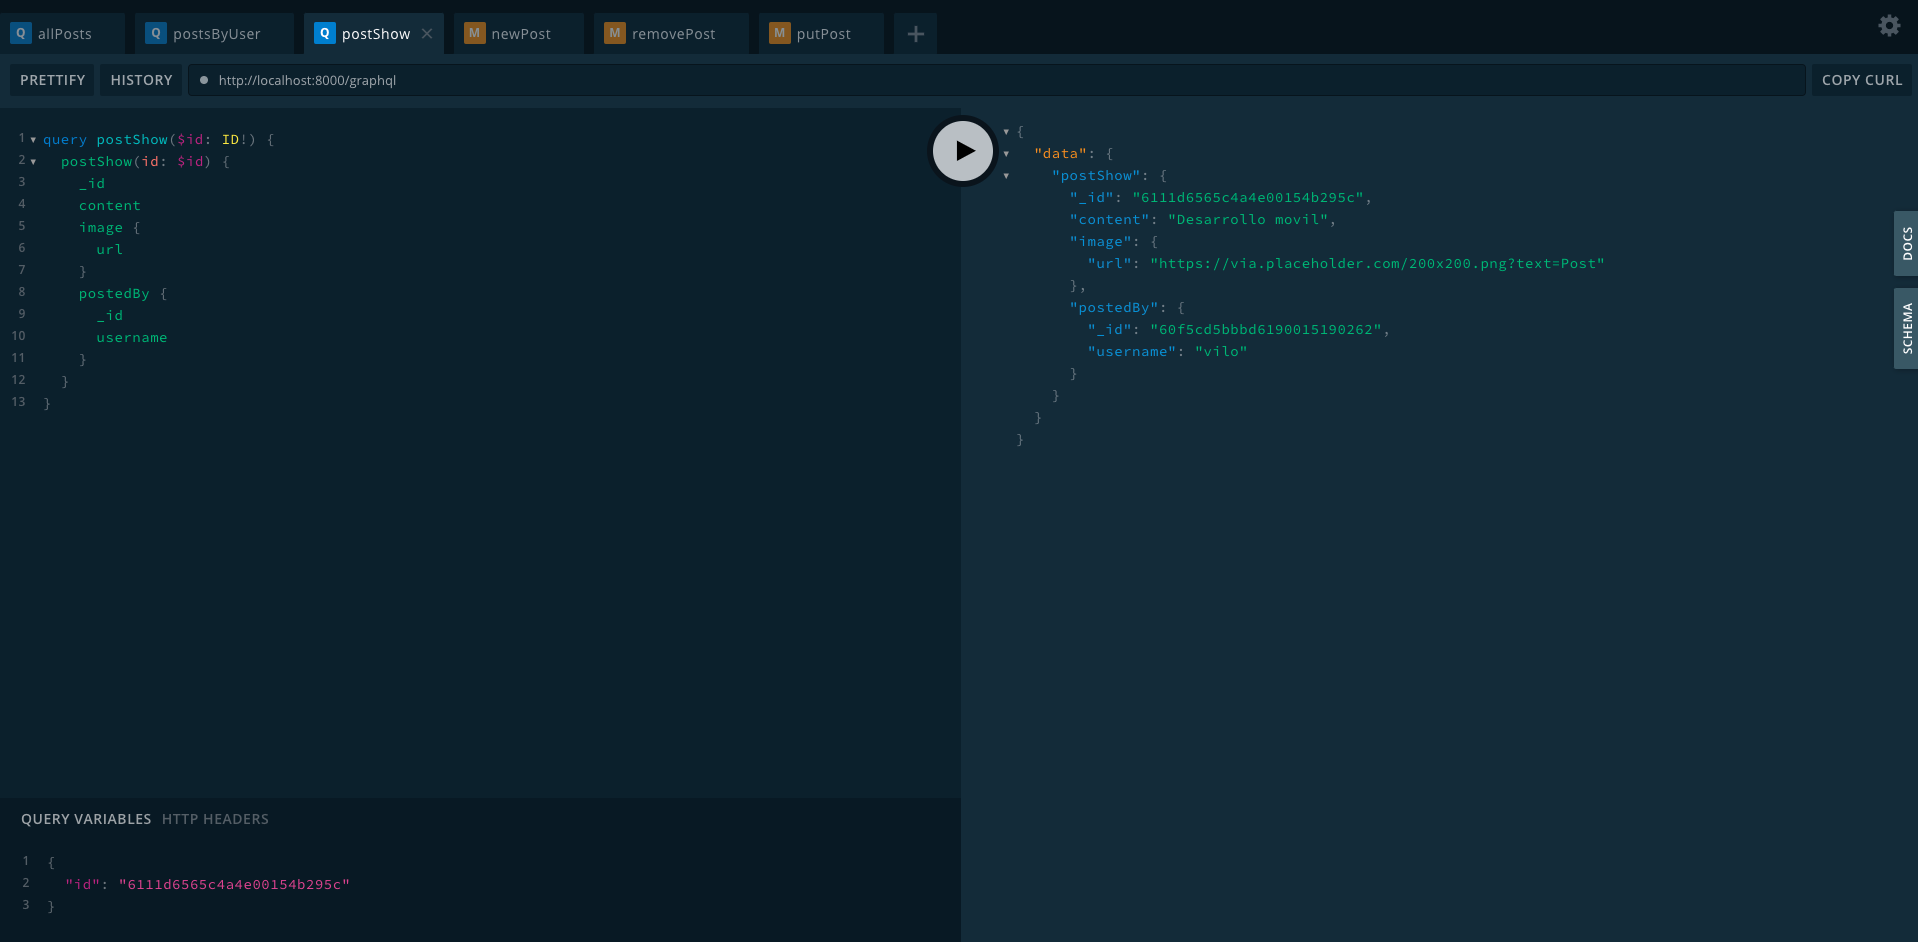 Q allPosts Q postsByUser Q postShow M newPost M removePost M putPost
PRETTIFY HISTORY http://localhost:8000/graphql COPY CURL
1 query postShow($id: ID!) {
2 postShow(id: $id) {
3 _id
4 content
5 image {
6 url
7 }
8 postedBy {
9 _id
10 username
11 }
12 }
13 }
QUERY VARIABLES HTTP HEADERS
1 {
2 "id": "6111d6565c4a4e00154b295c"
3 }
{
"data": {
"postShow": {
"_id": "6111d6565c4a4e00154b295c",
"content": "Desarrollo movil",
"image": {
"url": "https://via.placeholder.com/200x200.png?text=Post"
},
"postedBy": {
"_id": "60f5cd5bbbd6190015190262",
"username": "vilo"
}
}
}
}
DOCS
SCHEMA